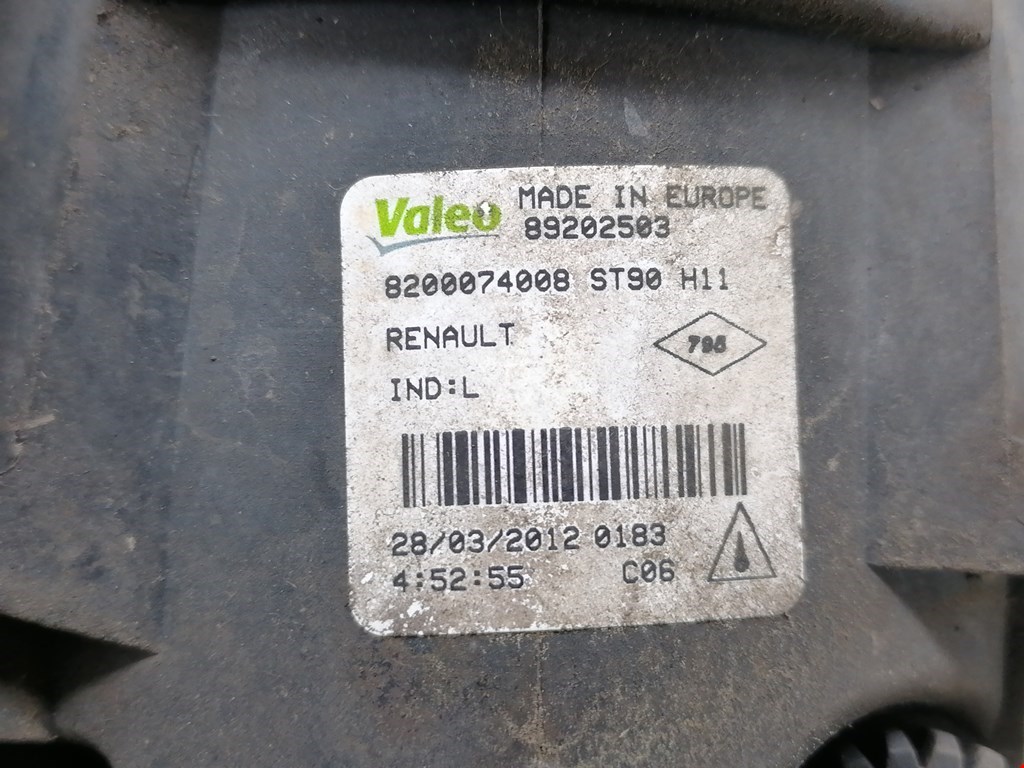 Valeo MADE IN EUROPE
89202503
8200074008 ST90 H11
RENAULT
795
IND:L
28/03/2012 0183
4:52:55 C06